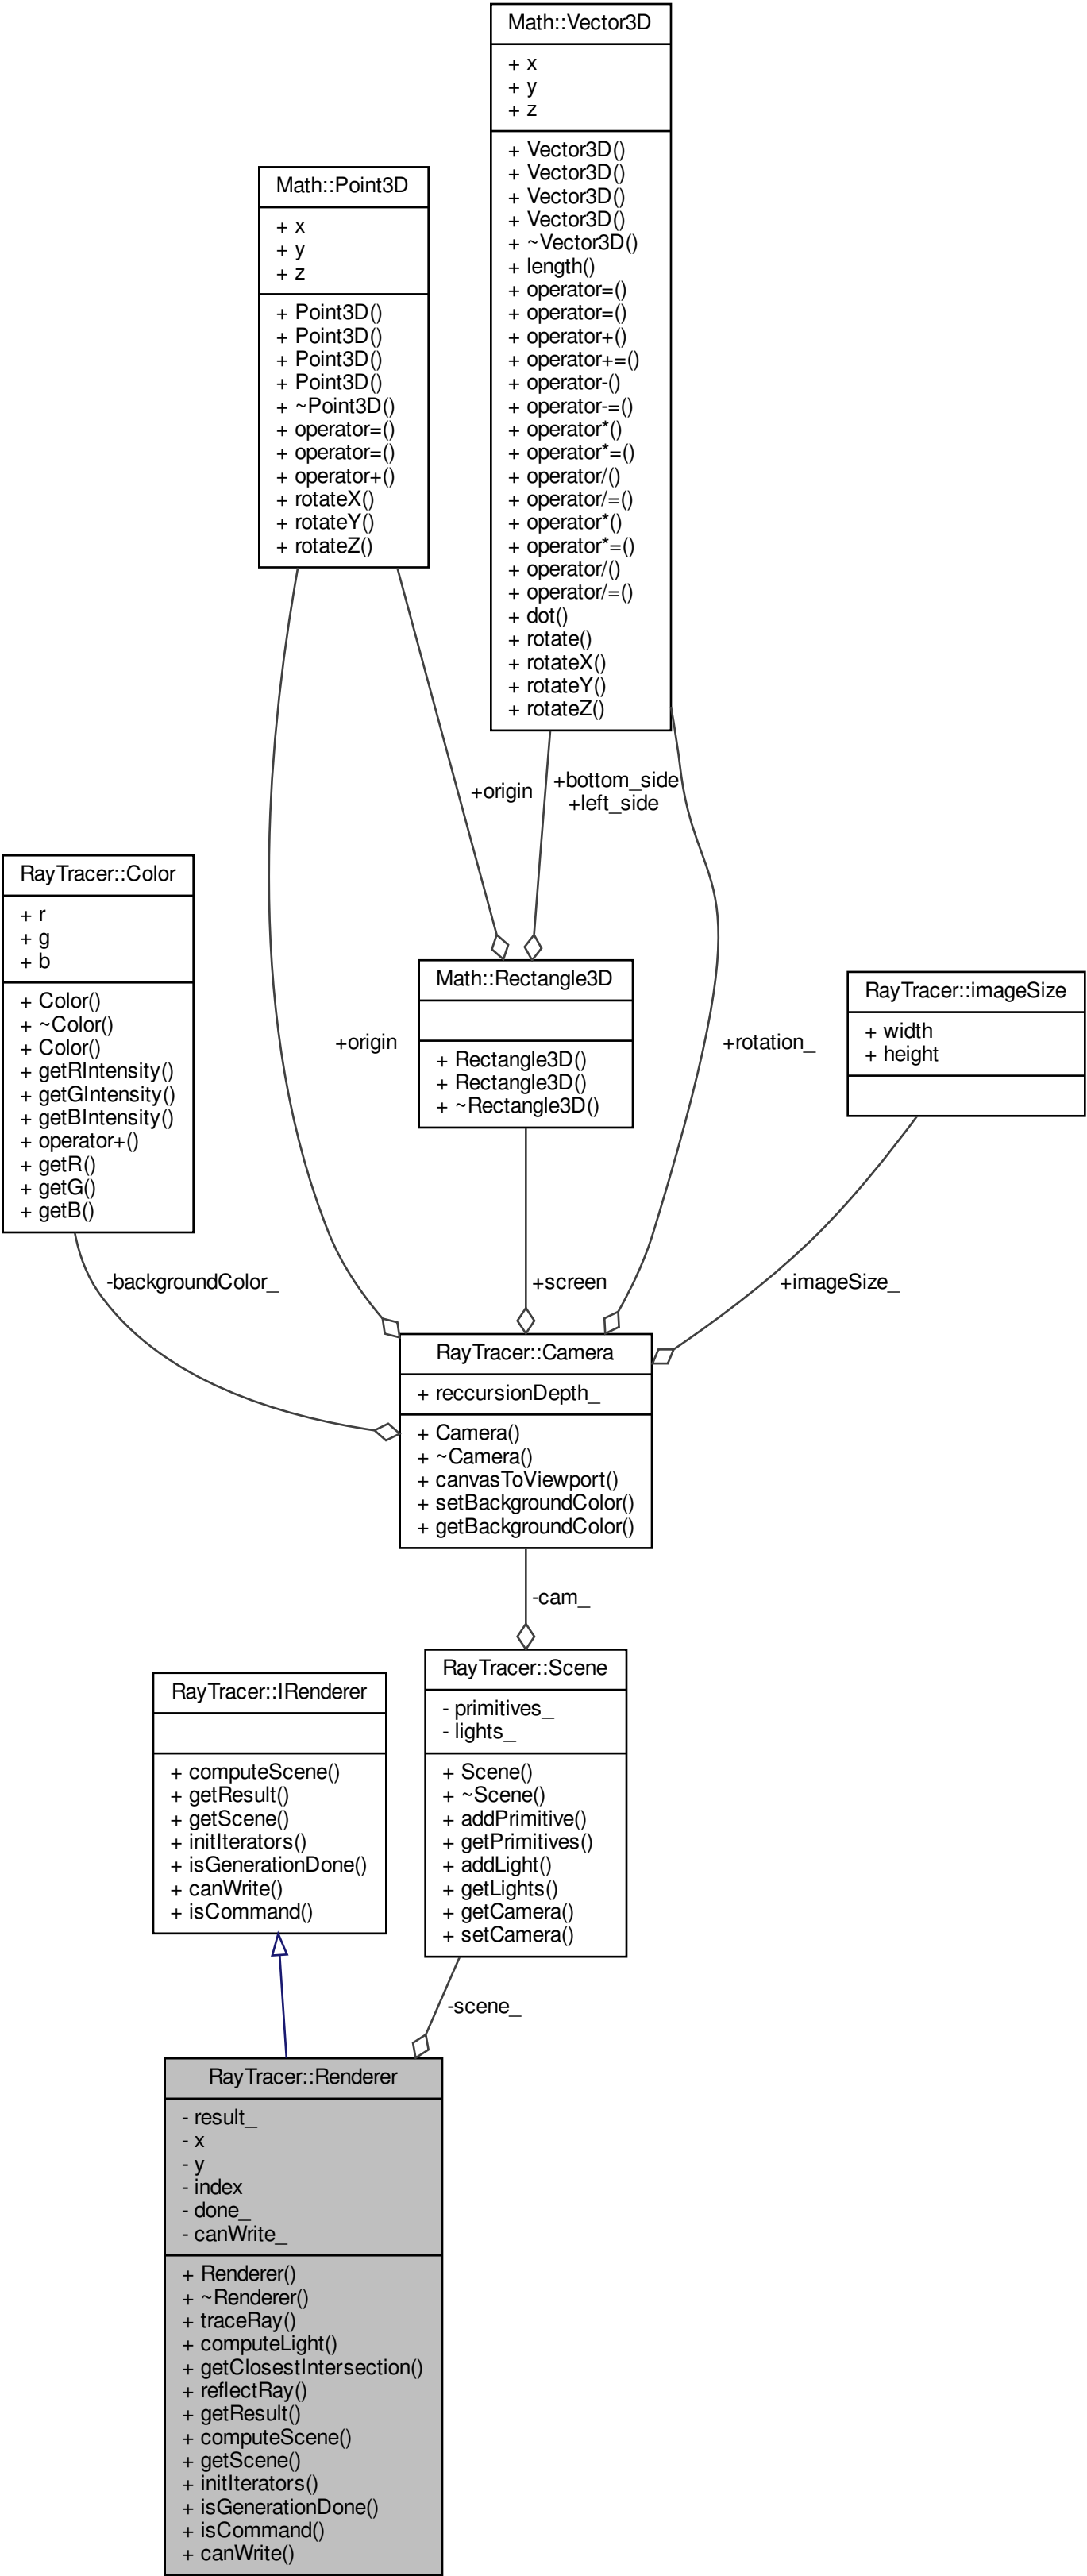 Math::Vector3D
+ x
+ y
+ z
+ Vector3D()
+ Vector3D()
+ Vector3D()
+ Vector3D()
+ ~Vector3D()
+ length()
+ operator=()
+ operator=()
+ operator+()
+ operator+=()
+ operator-()
+ operator-=()
+ operator*()
+ operator*=()
+ operator/()
+ operator/=()
+ operator*()
+ operator*=()
+ operator/()
+ operator/=()
+ dot()
+ rotate()
+ rotateX()
+ rotateY()
+ rotateZ()
Math::Point3D
+ x
+ y
+ z
+ Point3D()
+ Point3D()
+ Point3D()
+ Point3D()
+ ~Point3D()
+ operator=()
+ operator=()
+ operator+()
+ rotateX()
+ rotateY()
+ rotateZ()
+origin
+bottom_side
+left_side
RayTracer::Color
+ r
+ g
+ b
+ Color()
+ ~Color()
+ Color()
+ getRIntensity()
+ getGIntensity()
+ getBIntensity()
+ operator+()
+ getR()
+ getG()
+ getB()
+origin
Math::Rectangle3D
+ Rectangle3D()
+ Rectangle3D()
+ ~Rectangle3D()
+rotation_
RayTracer::imageSize
+ width
+ height
-backgroundColor_
+screen
+imageSize_
RayTracer::Camera
+ reccursionDepth_
+ Camera()
+ ~Camera()
+ canvasToViewport()
+ setBackgroundColor()
+ getBackgroundColor()
-cam_
RayTracer::IRenderer
+ computeScene()
+ getResult()
+ getScene()
+ initIterators()
+ isGenerationDone()
+ canWrite()
+ isCommand()
RayTracer::Scene
- primitives_
- lights_
+ Scene()
+ ~Scene()
+ addPrimitive()
+ getPrimitives()
+ addLight()
+ getLights()
+ getCamera()
+ setCamera()
-scene_
RayTracer::Renderer
- result_
- x
- y
- index
- done_
- canWrite_
+ Renderer()
+ ~Renderer()
+ traceRay()
+ computeLight()
+ getClosestIntersection()
+ reflectRay()
+ getResult()
+ computeScene()
+ getScene()
+ initIterators()
+ isGenerationDone()
+ isCommand()
+ canWrite()